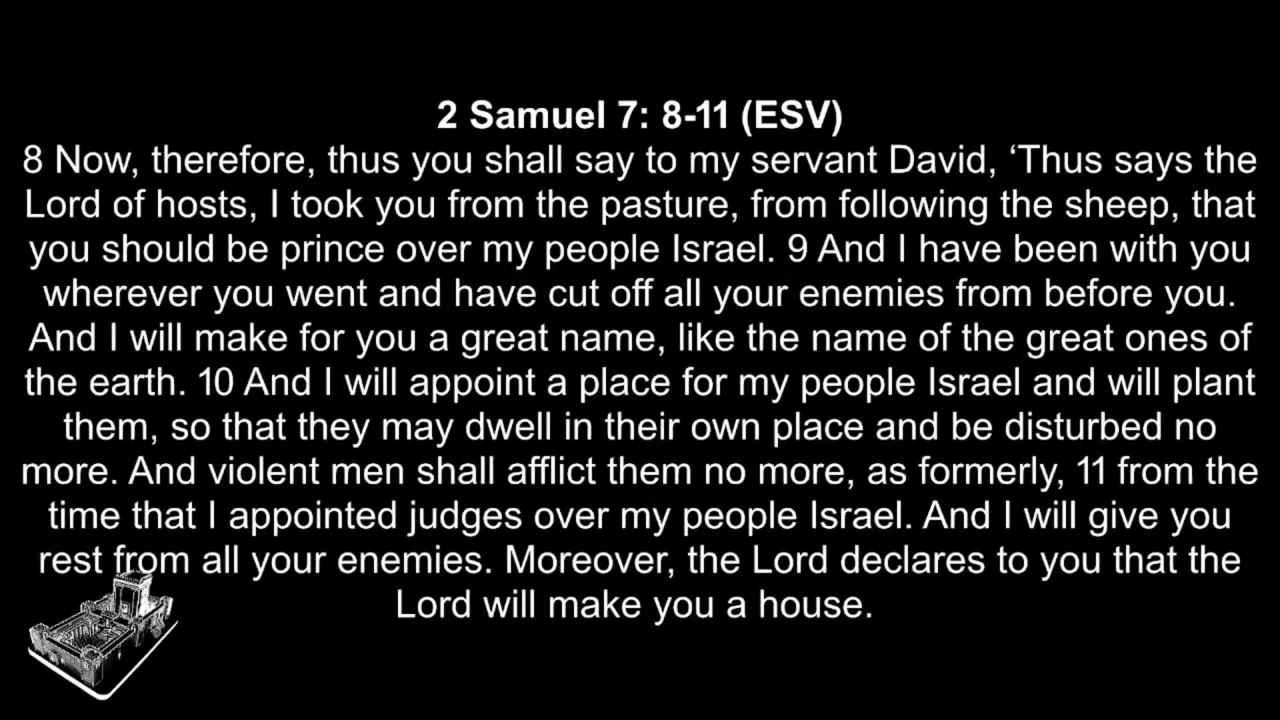 2 Samuel 7: 8-11 (ESV)
8 Now, therefore, thus you shall say to my servant David, ‘Thus says the
Lord of hosts, I took you from the pasture, from following the sheep, that
you should be prince over my people Israel. 9 And I have been with you
wherever you went and have cut off all your enemies from before you.
And I will make for you a great name, like the name of the great ones of
the earth. 10 And I will appoint a place for my people Israel and will plant
them, so that they may dwell in their own place and be disturbed no
more. And violent men shall afflict them no more, as formerly, 11 from the
time that I appointed judges over my people Israel. And I will give you
rest from all your enemies. Moreover, the Lord declares to you that the
Lord will make you a house.